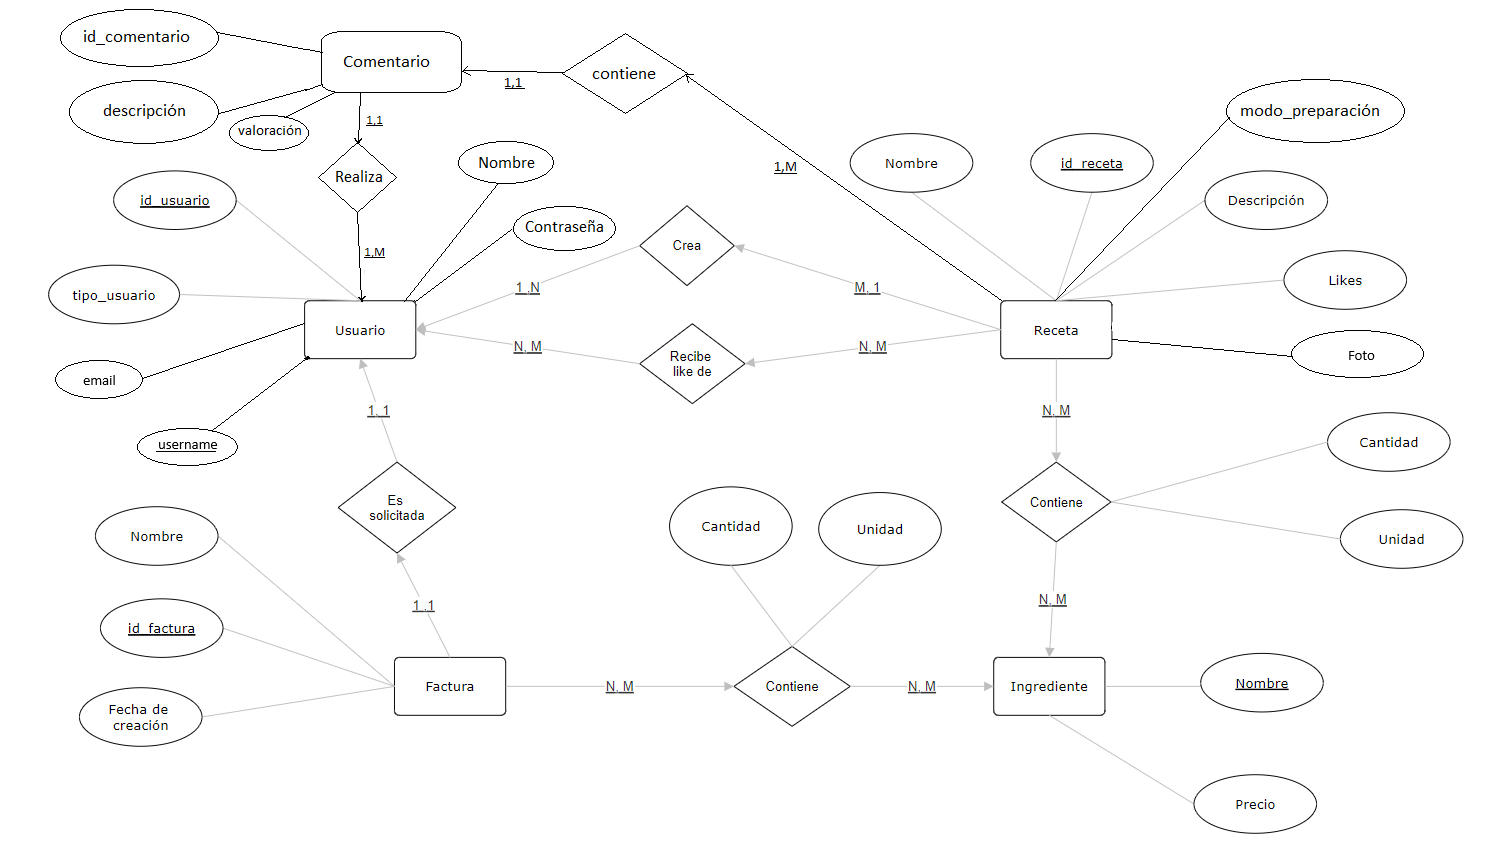 id_comentario
Comentario
contiene
1,1
descripción
valoración
1,1
modo_preparación
Nombre
Realiza
1,M
Nombre
id_receta
id_usuario
Descripción
Contraseña
1,M
Crea
1 ,N
M, 1
Likes
tipo_usuario
Usuario
Receta
N, M
N, M
Recibe
like de
Foto
email
1, 1
N, M
username
Cantidad
Es
solicitada
Contiene
Nombre
Cantidad
Unidad
Unidad
1 ,1
N, M
id_factura
Factura
N, M
Contiene
N, M
Ingrediente
Nombre
Fecha de
creación
Precio